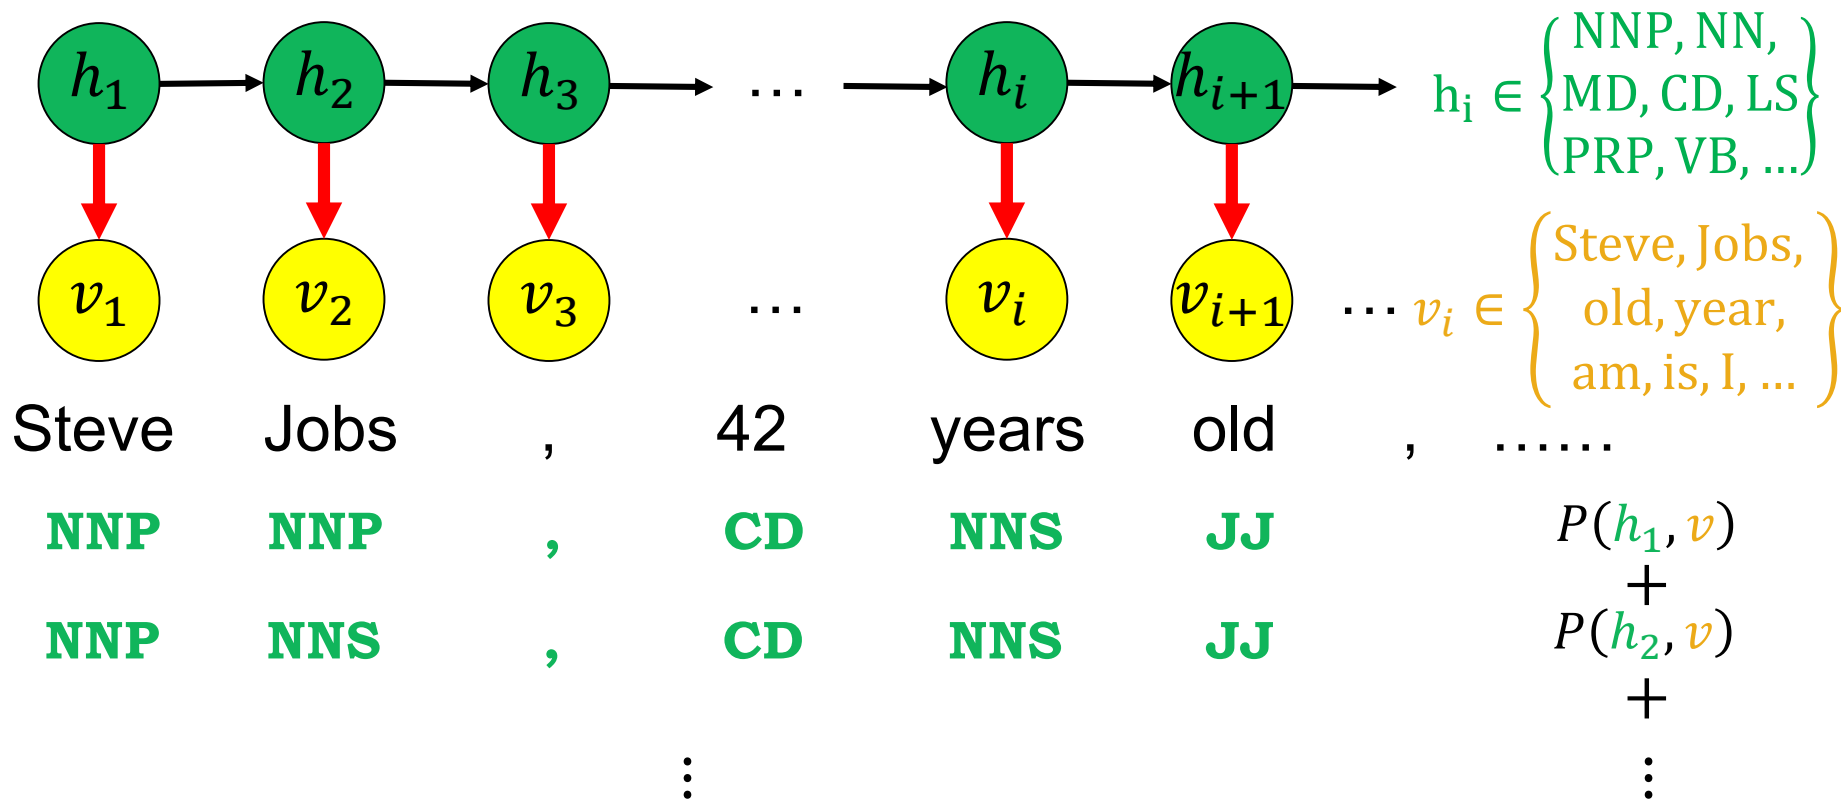 h₁ h₂ h₃ … hᵢ hᵢ₊₁
hᵢ ∈ { NNP, NN,
MD, CD, LS
PRP, VB, … }
v₁ v₂ v₃ … vᵢ vᵢ₊₁ …
vᵢ ∈ { Steve, Jobs,
old, year,
am, is, I, … }
Steve Jobs , 42 years old , ……
NNP NNP , CD NNS JJ P(h₁, v)
+
NNP NNS , CD NNS JJ P(h₂, v)
+
⋮ ⋮